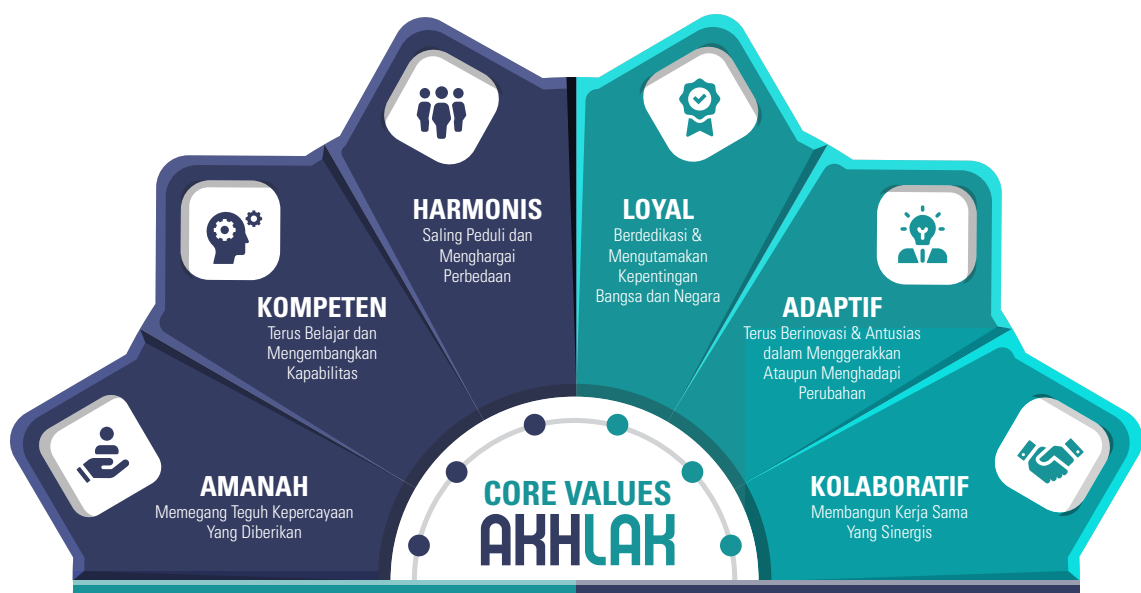 AMANAH
Memegang Teguh Kepercayaan
Yang Diberikan
KOMPETEN
Terus Belajar dan
Mengembangkan
Kapabilitas
HARMONIS
Saling Peduli dan
Menghargai
Perbedaan
LOYAL
Berdedikasi &
Mengutamakan
Kepentingan
Bangsa dan Negara
ADAPTIF
Terus Berinovasi & Antusias
dalam Menggerakkan
Ataupun Menghadapi
Perubahan
KOLABORATIF
Membangun Kerja Sama
Yang Sinergis
CORE VALUES
AKHLAK